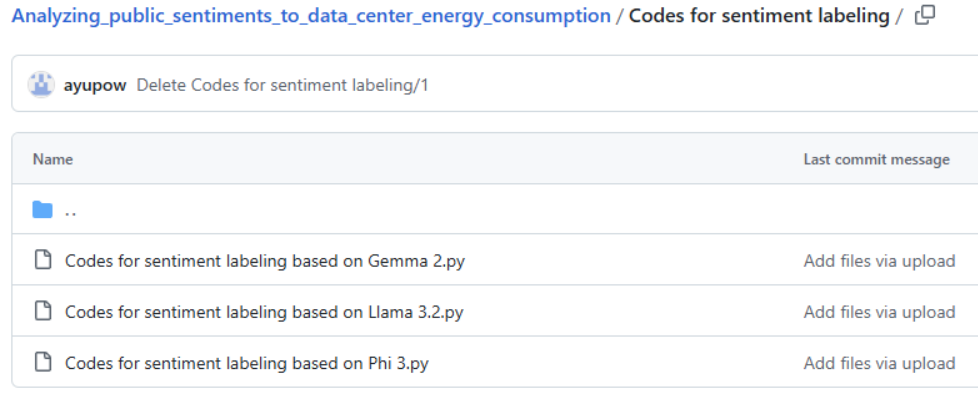 Analyzing_public_sentiments_to_data_center_energy_consumption / Codes for sentiment labeling /
ayupow Delete Codes for sentiment labeling/1
Name Last commit message
..
Codes for sentiment labeling based on Gemma 2.py Add files via upload
Codes for sentiment labeling based on Llama 3.2.py Add files via upload
Codes for sentiment labeling based on Phi 3.py Add files via upload